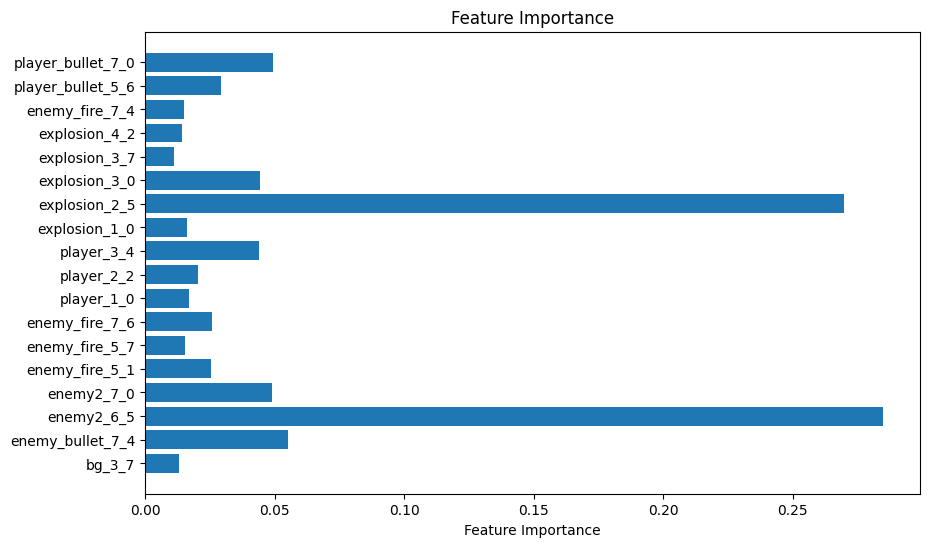 Feature Importance
player_bullet_7_0
player_bullet_5_6
enemy_fire_7_4
explosion_4_2
explosion_3_7
explosion_3_0
explosion_2_5
explosion_1_0
player_3_4
player_2_2
player_1_0
enemy_fire_7_6
enemy_fire_5_7
enemy_fire_5_1
enemy2_7_0
enemy2_6_5
enemy_bullet_7_4
bg_3_7
0.00 0.05 0.10 0.15 0.20 0.25
Feature Importance